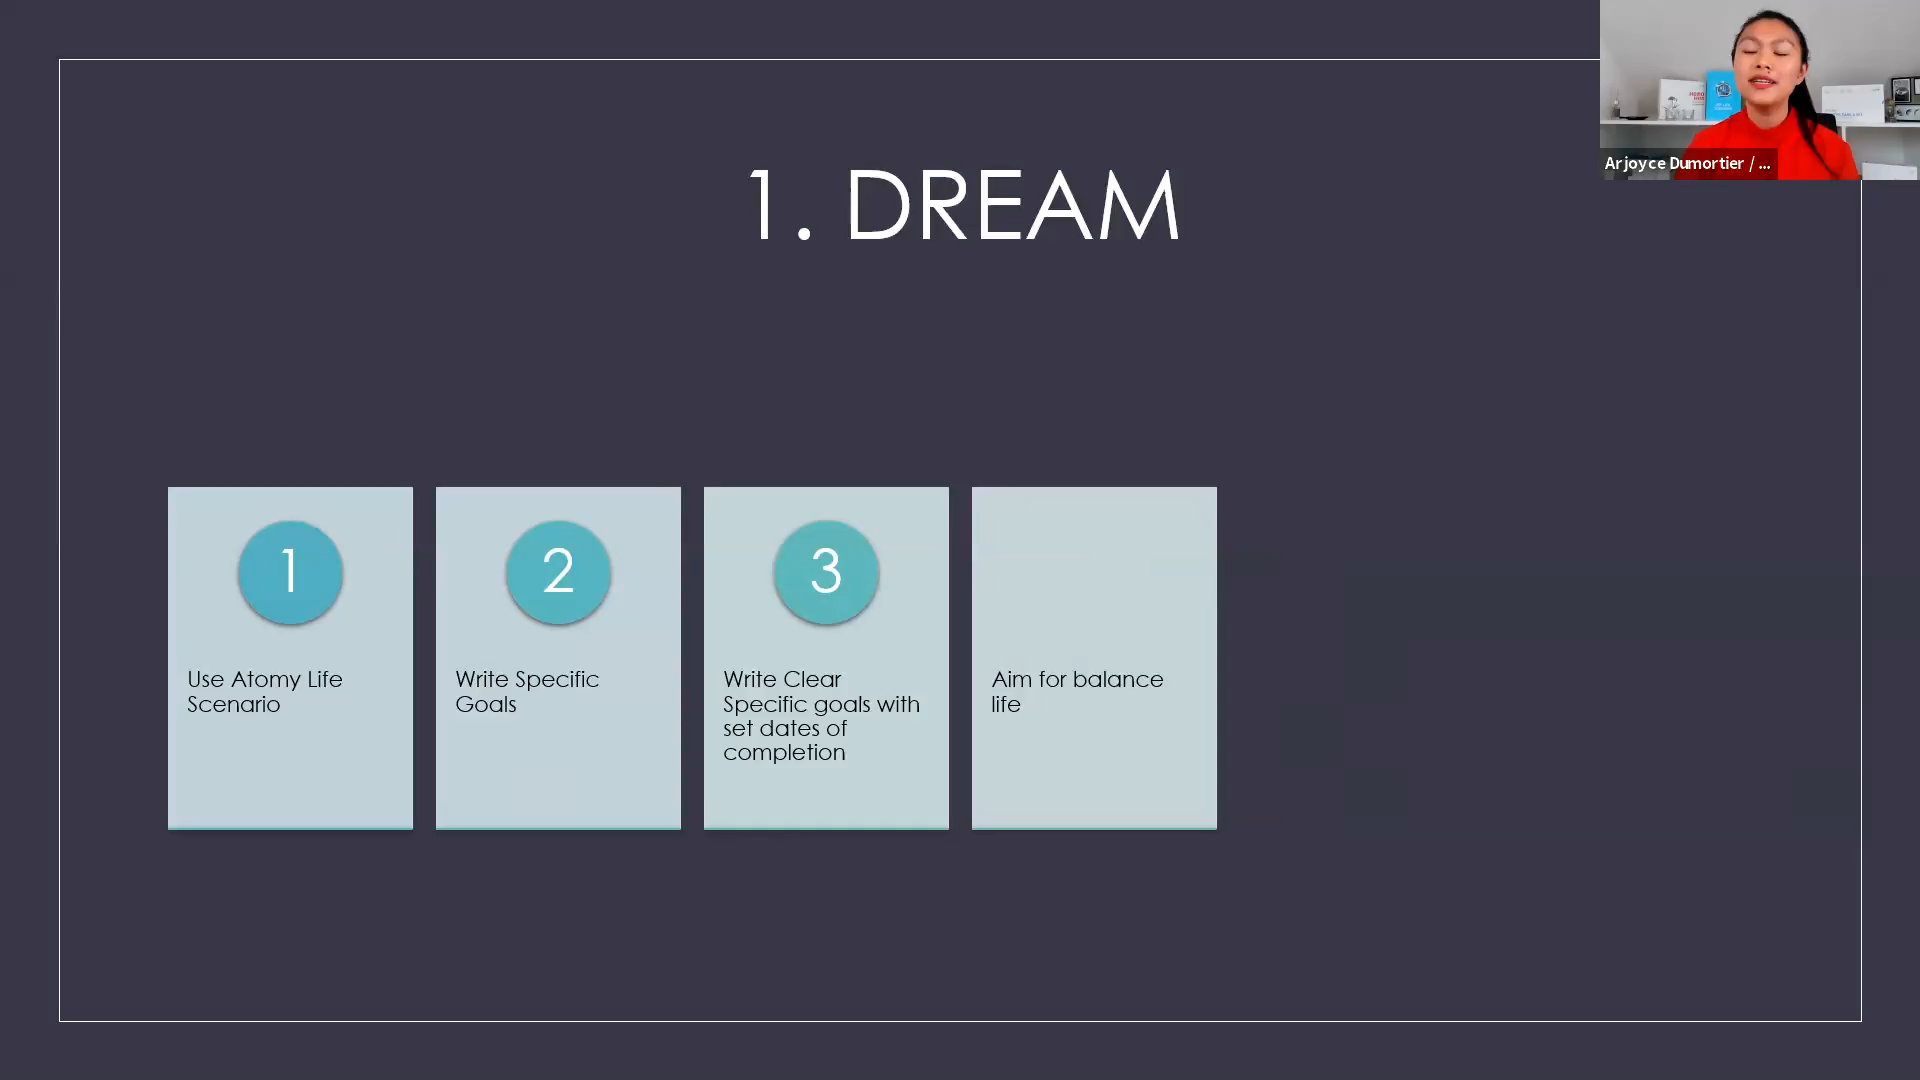 1. DREAM
Arjoyce Dumortier / ...
1
Use Atomy Life
Scenario
2
Write Specific
Goals
3
Write Clear
Specific goals with
set dates of
completion
Aim for balance
life